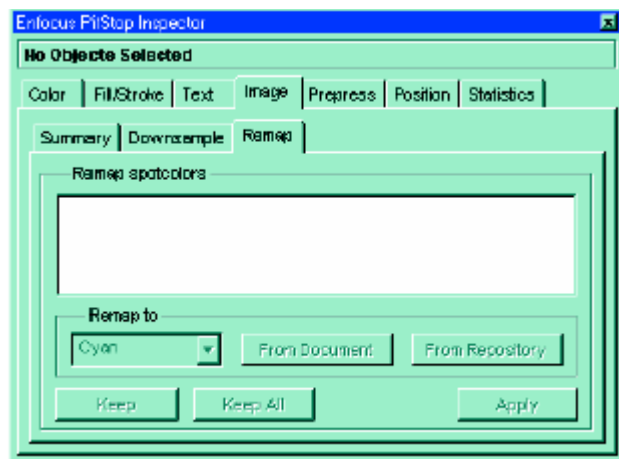 Enfocus PitStop Inspector
No Objects Selected
Color Fill/Stroke Text Image Prepress Position Statistics
Summary Downsample Remap
Remap spotcolors
Remap to
Cyan From Document From Repository
Keep Keep All Apply